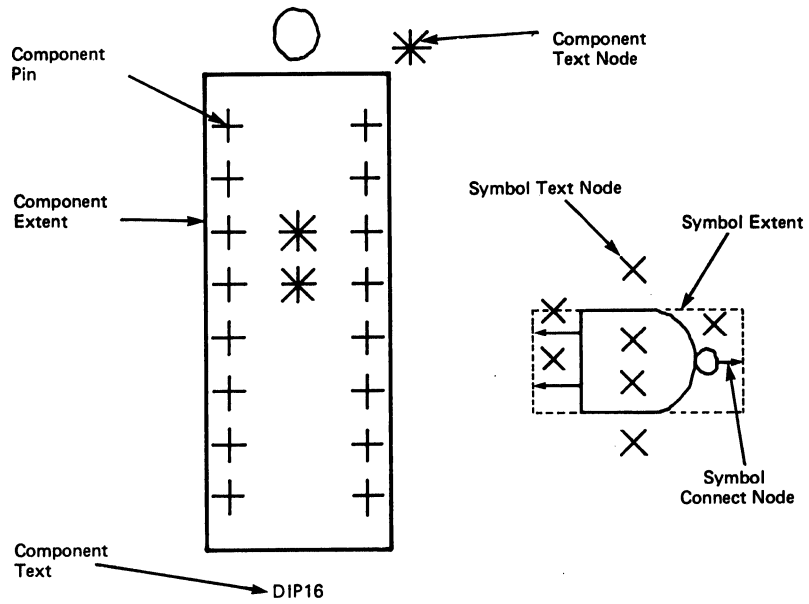 Component
Pin
Component
Text Node
Component
Extent
Symbol Text Node
Symbol Extent
Symbol
Connect Node
Component
Text
DIP16